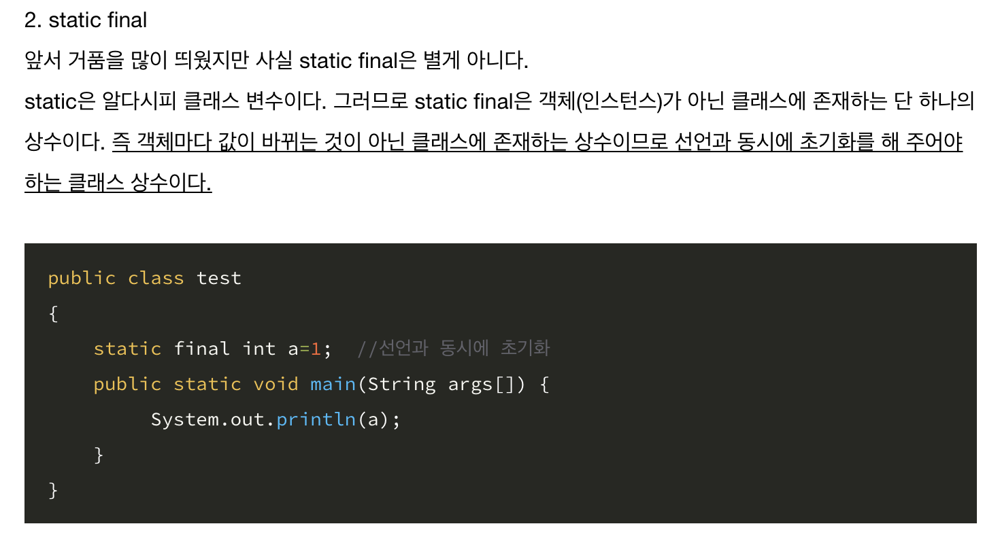 2. static final
앞서 거품을 많이 띄웠지만 사실 static final은 별게 아니다.
static은 알다시피 클래스 변수이다. 그러므로 static final은 객체(인스턴스)가 아닌 클래스에 존재하는 단 하나의
상수이다. 즉 객체마다 값이 바뀌는 것이 아닌 클래스에 존재하는 상수이므로 선언과 동시에 초기화를 해 주어야
하는 클래스 상수이다.
public class test
{
    static final int a=1;  //선언과 동시에 초기화
    public static void main(String args[]) {
         System.out.println(a);
    }
}